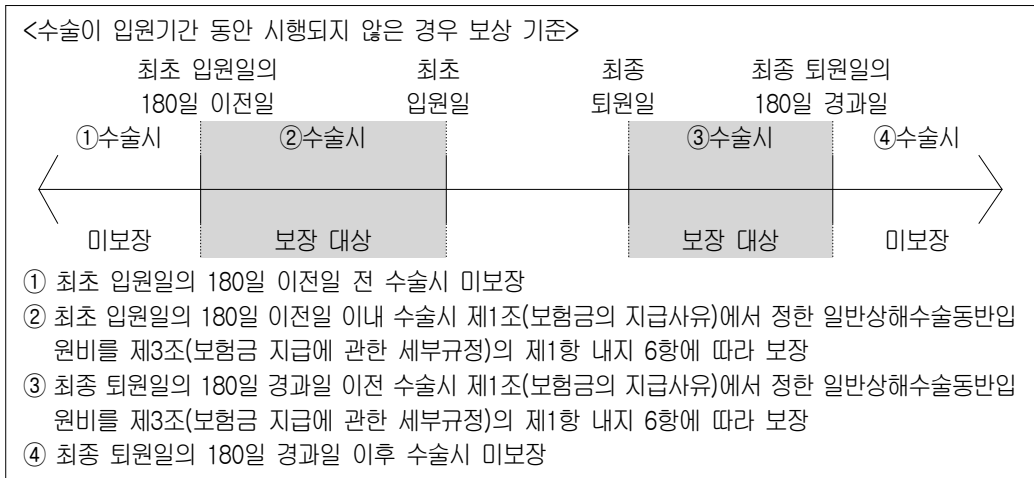 <수술이 입원기간 동안 시행되지 않은 경우 보상 기준>
최초 입원일의 최초 최종 최종 퇴원일의
180일 이전일 입원일 퇴원일 180일 경과일
①수술시 ②수술시 ③수술시 ④수술시
미보장 보장 대상 보장 대상 미보장
① 최초 입원일의 180일 이전일 전 수술시 미보장
② 최초 입원일의 180일 이전일 이내 수술시 제1조(보험금의 지급사유)에서 정한 일반상해수술동반입
원비를 제3조(보험금 지급에 관한 세부규정)의 제1항 내지 6항에 따라 보장
③ 최종 퇴원일의 180일 경과일 이전 수술시 제1조(보험금의 지급사유)에서 정한 일반상해수술동반입
원비를 제3조(보험금 지급에 관한 세부규정)의 제1항 내지 6항에 따라 보장
④ 최종 퇴원일의 180일 경과일 이후 수술시 미보장